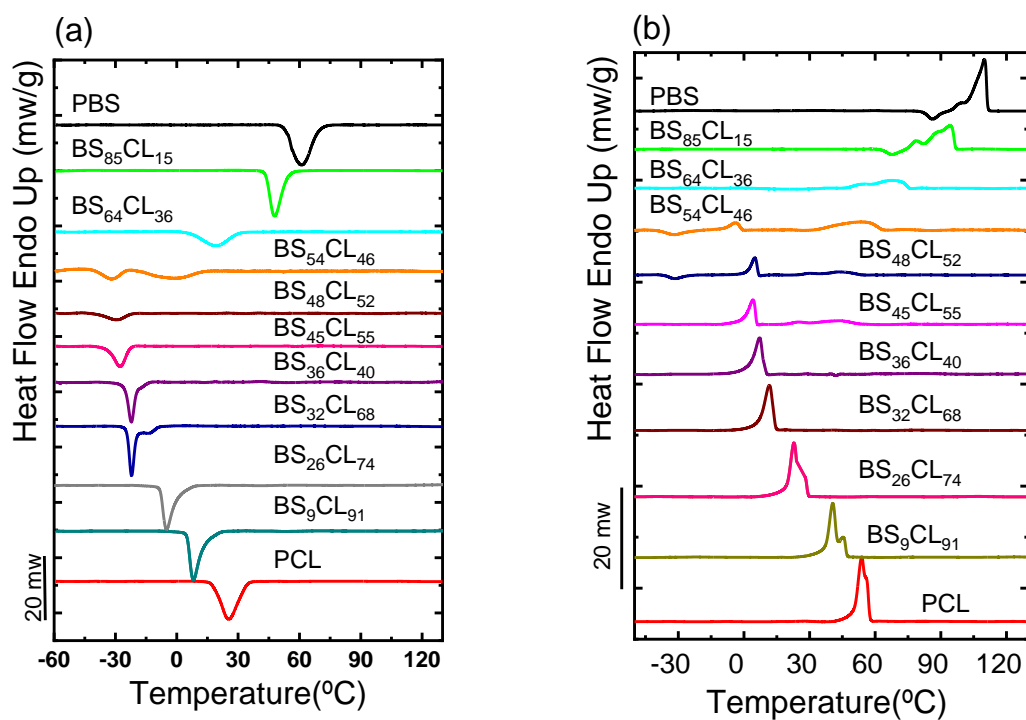 (a)
Heat Flow Endo Up (mw/g)
PBS
BS₈₅CL₁₅
BS₆₄CL₃₆
BS₅₄CL₄₆
BS₄₈CL₅₂
BS₄₅CL₅₅
BS₃₆CL₄₀
BS₃₂CL₆₈
BS₂₆CL₇₄
BS₉CL₉₁
PCL
20 mw
-60 -30 0 30 60 90 120
Temperature(ºC)
(b)
Heat Flow Endo Up (mw/g)
PBS
BS₈₅CL₁₅
BS₆₄CL₃₆
BS₅₄CL₄₆
BS₄₈CL₅₂
BS₄₅CL₅₅
BS₃₆CL₄₀
BS₃₂CL₆₈
BS₂₆CL₇₄
BS₉CL₉₁
PCL
20 mw
-30 0 30 60 90 120
Temperature(ºC)